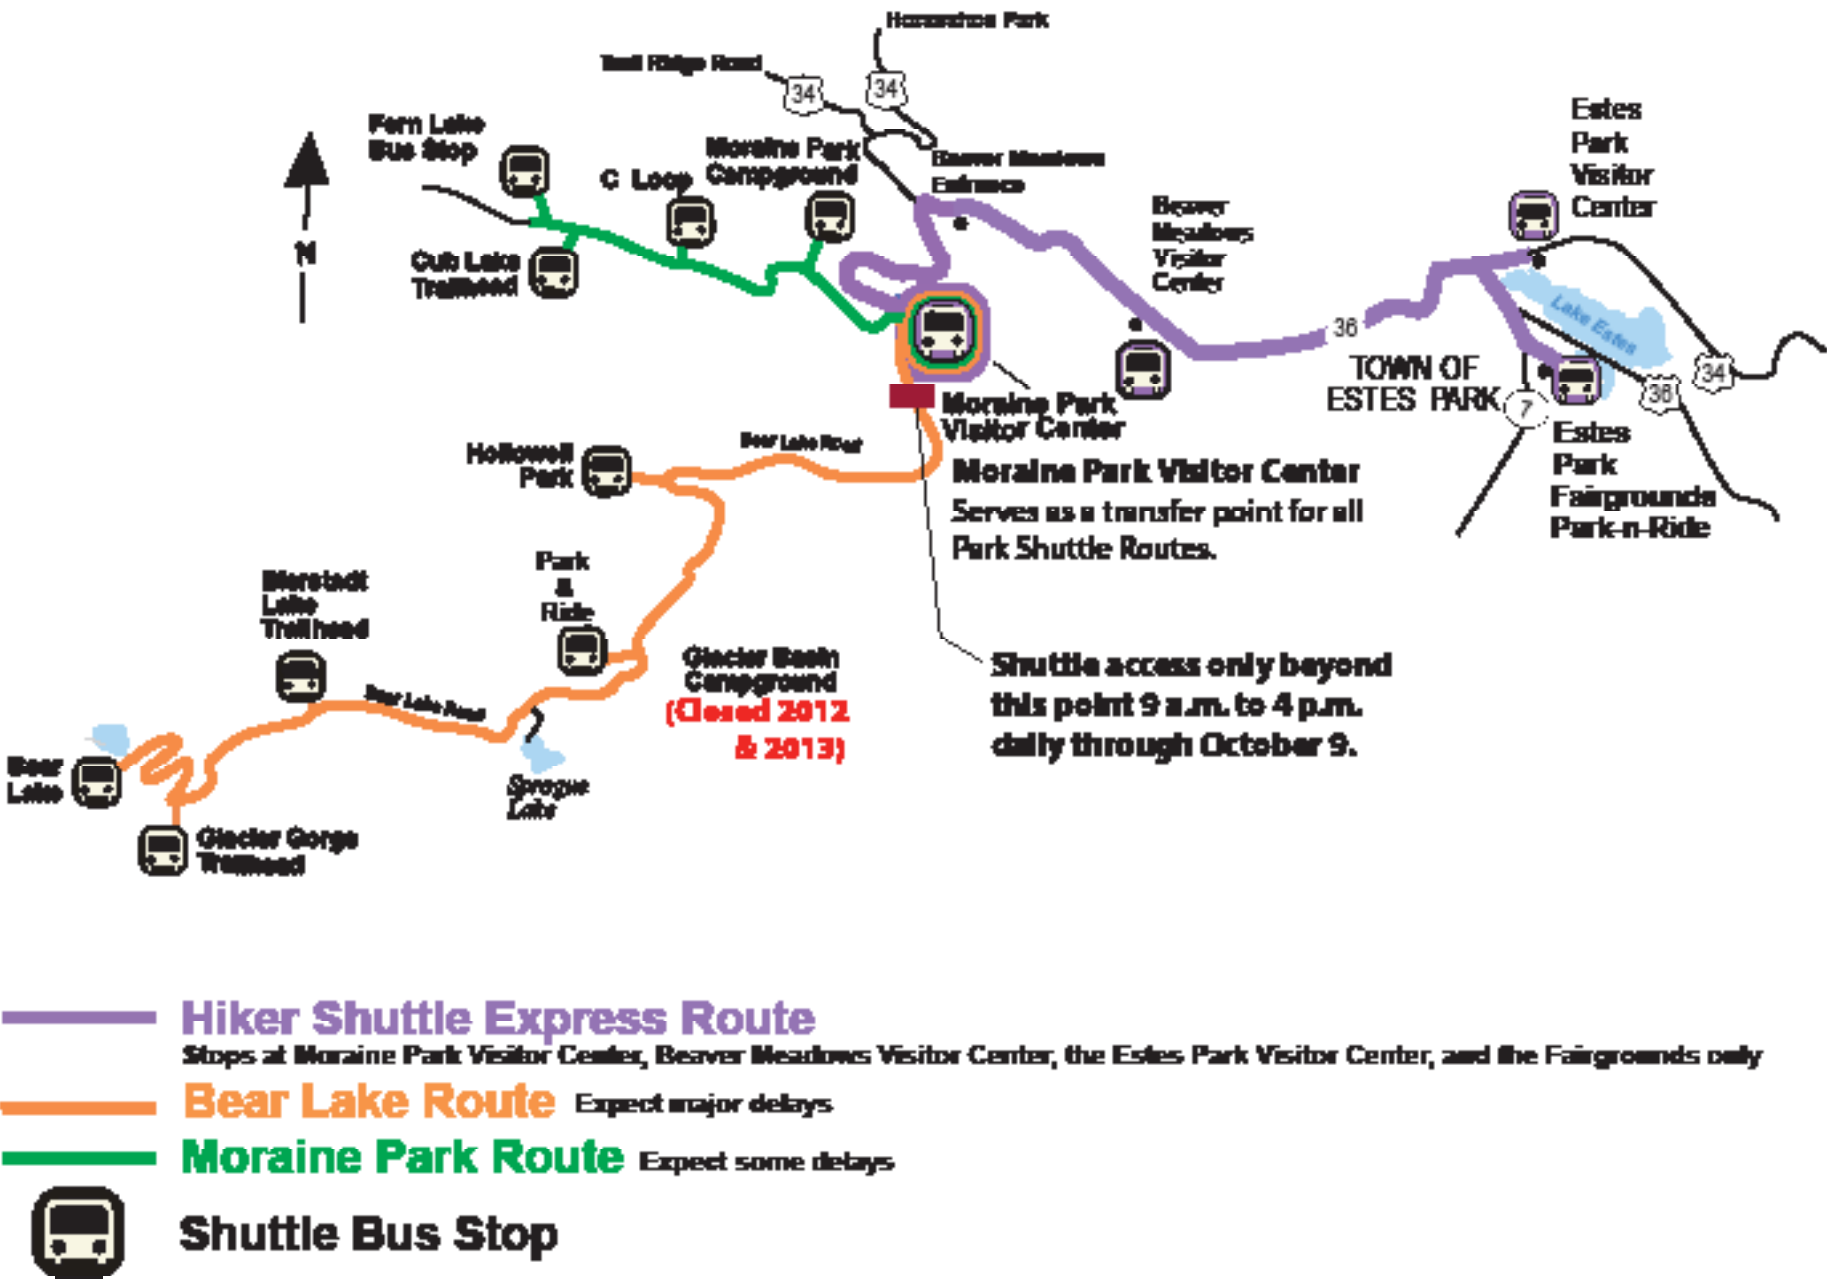 Horseshoe Park
Trail Ridge Road
34
34
Fern Lake
Bus Stop
C Loop
Moraine Park
Campground
Beaver Meadows
Entrance
Estes
Park
Visitor
Center
Beaver
Meadows
Visitor
Center
N
Cub Lake
Trailhead
Lake Estes
36
TOWN OF
ESTES PARK
7
36
34
Moraine Park
Visitor Center
Estes
Park
Fairgrounds
Park-n-Ride
Bear Lake Road
Hollowell
Park
Moraine Park Visitor Center
Serves as a transfer point for all
Park Shuttle Routes.
Park
&
Ride
Bierstadt
Lake
Trailhead
Glacier Basin
Campground
(Closed 2012
& 2013)
Shuttle access only beyond
this point 9 a.m. to 4 p.m.
daily through October 9.
Bear Lake Road
Bear
Lake
Sprague
Lake
Glacier Gorge
Trailhead
Hiker Shuttle Express Route
Stops at Moraine Park Visitor Center, Beaver Meadows Visitor Center, the Estes Park Visitor Center, and the Fairgrounds only
Bear Lake Route Expect major delays
Moraine Park Route Expect some delays
Shuttle Bus Stop